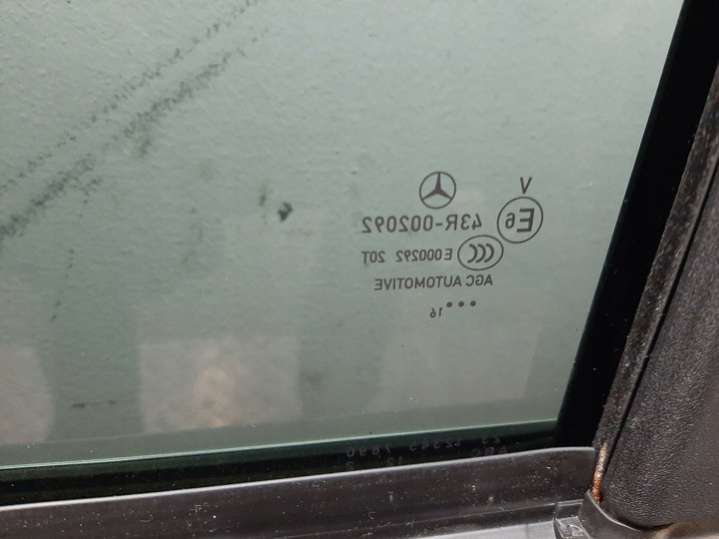 V
E6 43R-002092
CCC E000292 20T
AGC AUTOMOTIVE
••• 16